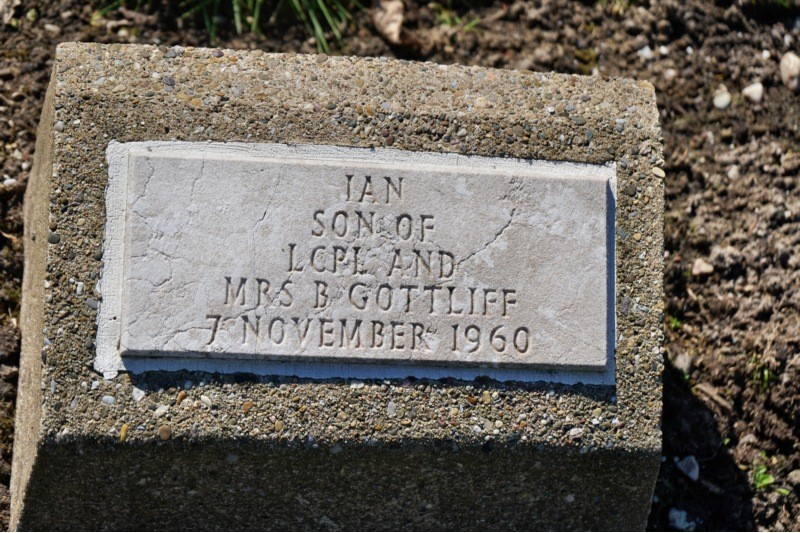 IAN
SON OF
LCPL AND
MRS B GOTTLIFF
7 NOVEMBER 1960